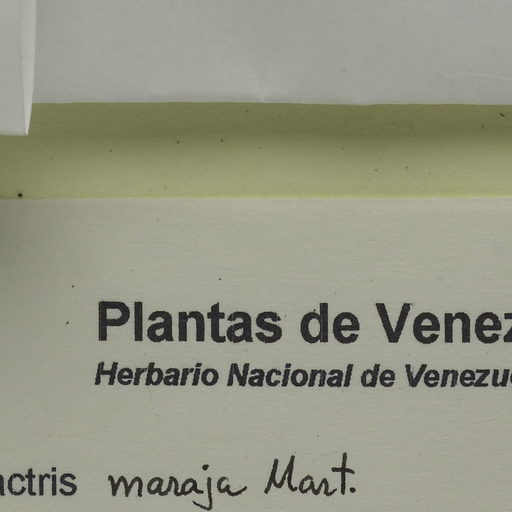 Plantas de Venez
Herbario Nacional de Venezu
actris maraja Mart.